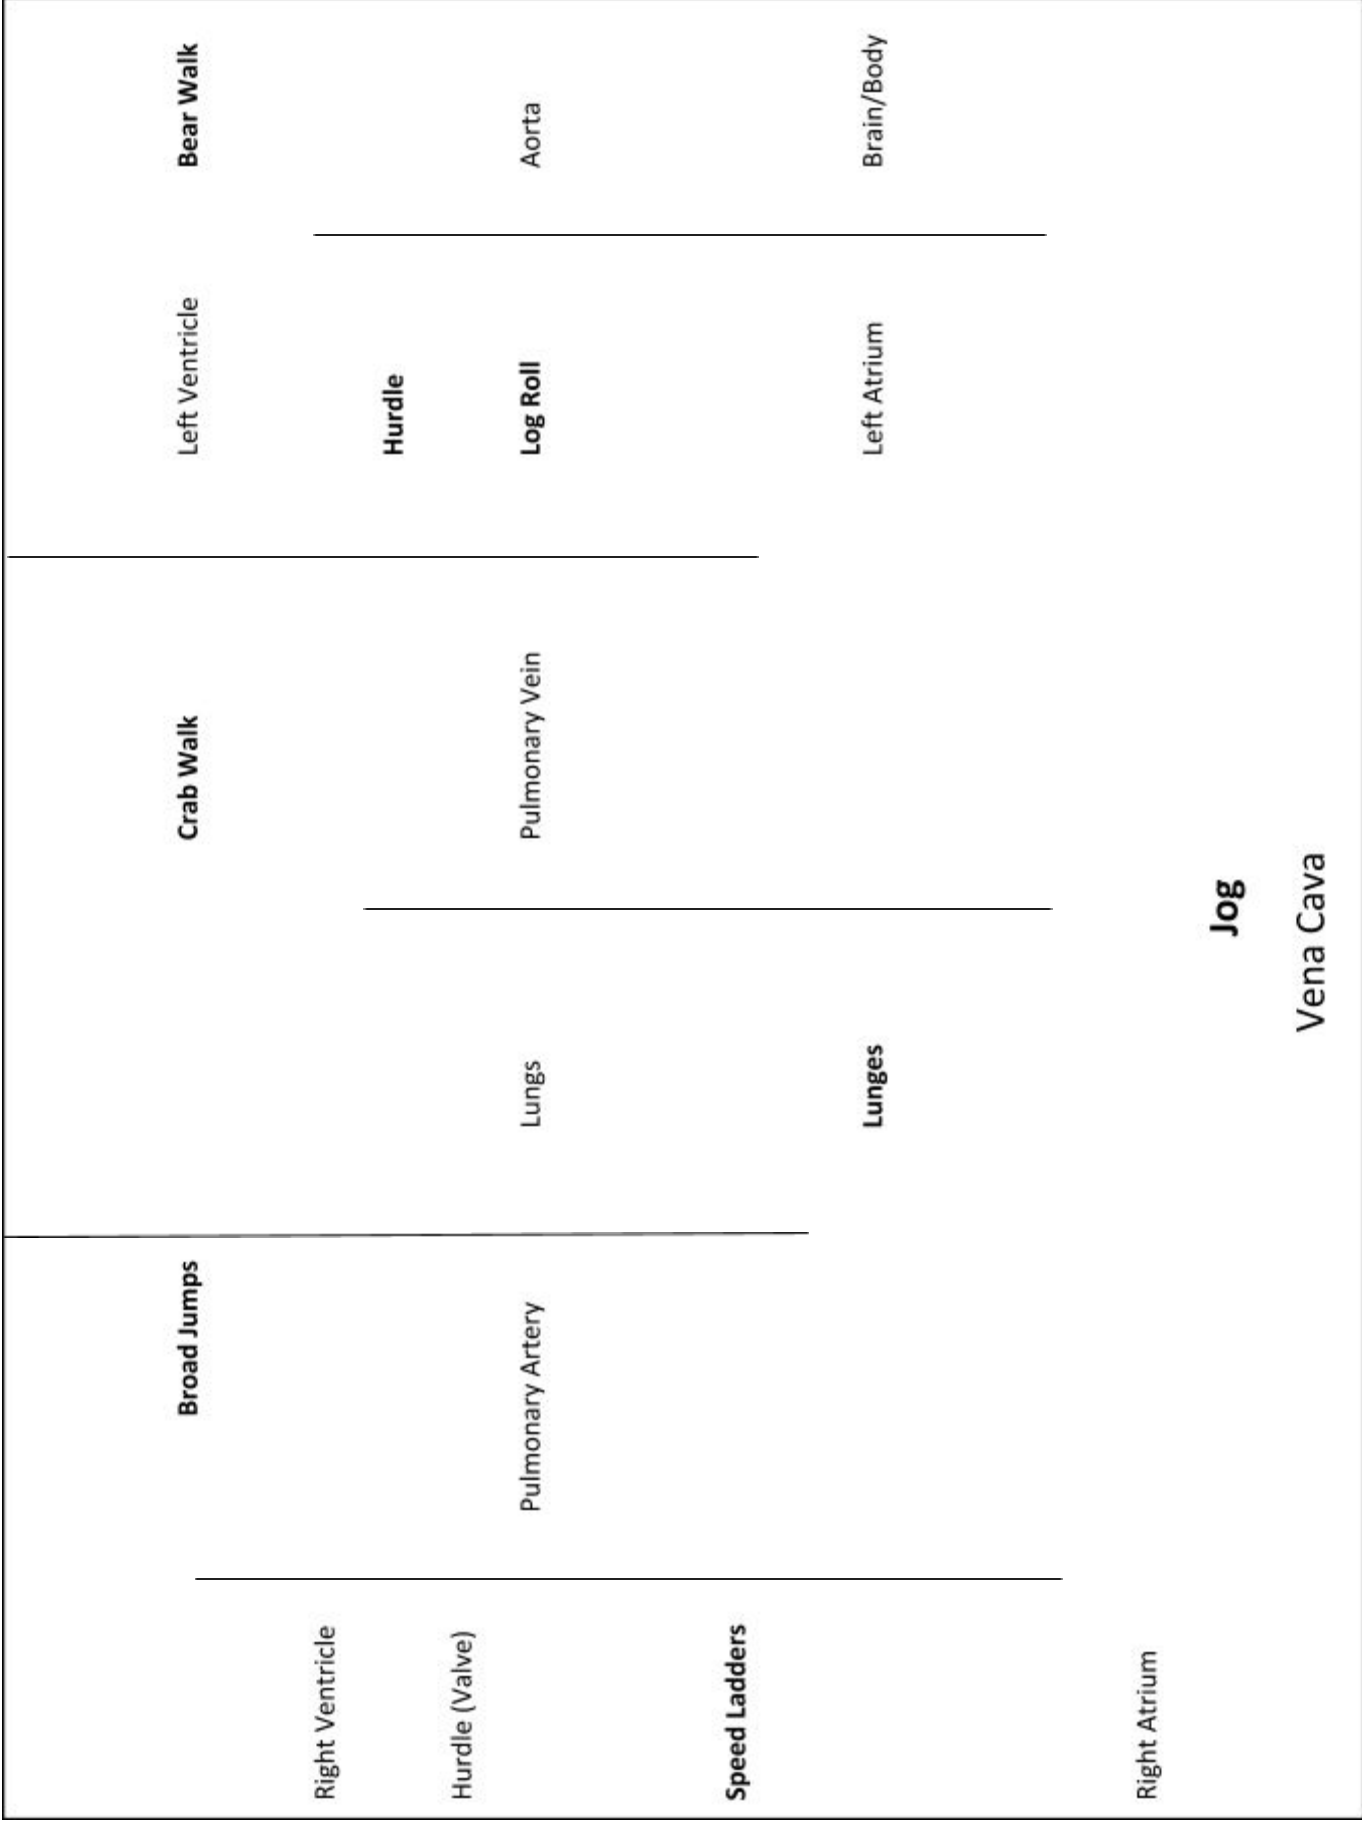 Right Ventricle
Hurdle (Valve)
Speed Ladders
Right Atrium
Broad Jumps
Pulmonary Artery
Lungs
Lunges
Crab Walk
Pulmonary Vein
Left Ventricle
Hurdle
Log Roll
Left Atrium
Bear Walk
Aorta
Brain/Body
Jog
Vena Cava